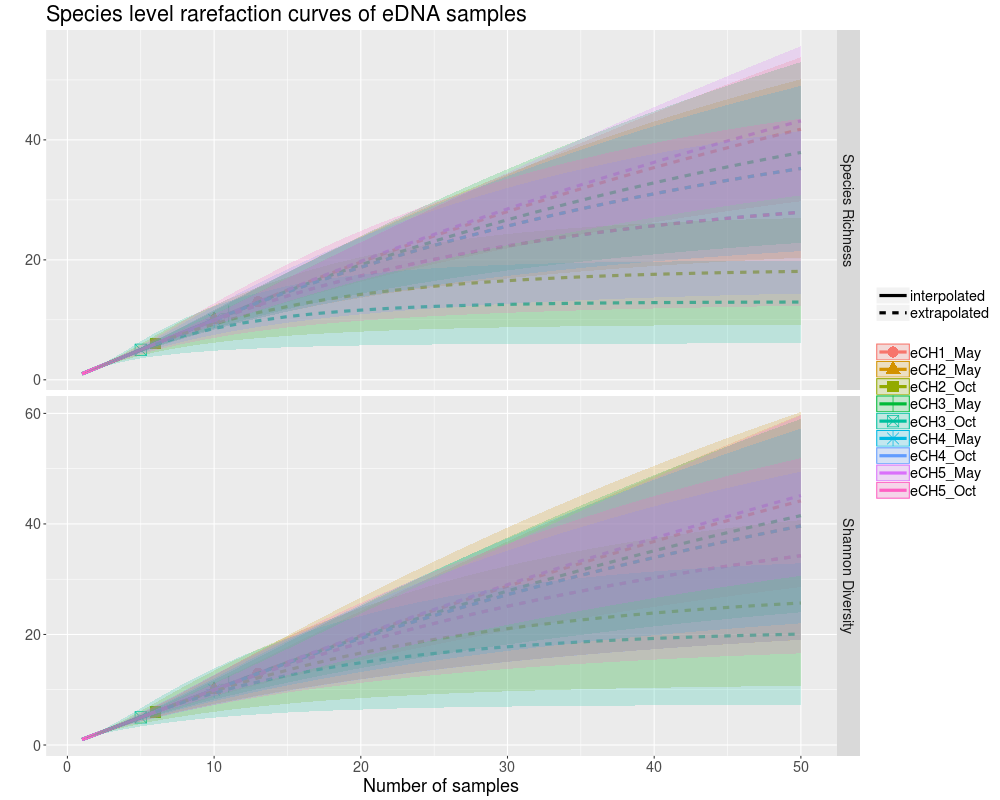 Species level rarefaction curves of eDNA samples
40
20
0
Species Richness
60
40
20
0
Shannon Diversity
0 10 20 30 40 50
Number of samples
interpolated
extrapolated
eCH1_May
eCH2_May
eCH2_Oct
eCH3_May
eCH3_Oct
eCH4_May
eCH4_Oct
eCH5_May
eCH5_Oct